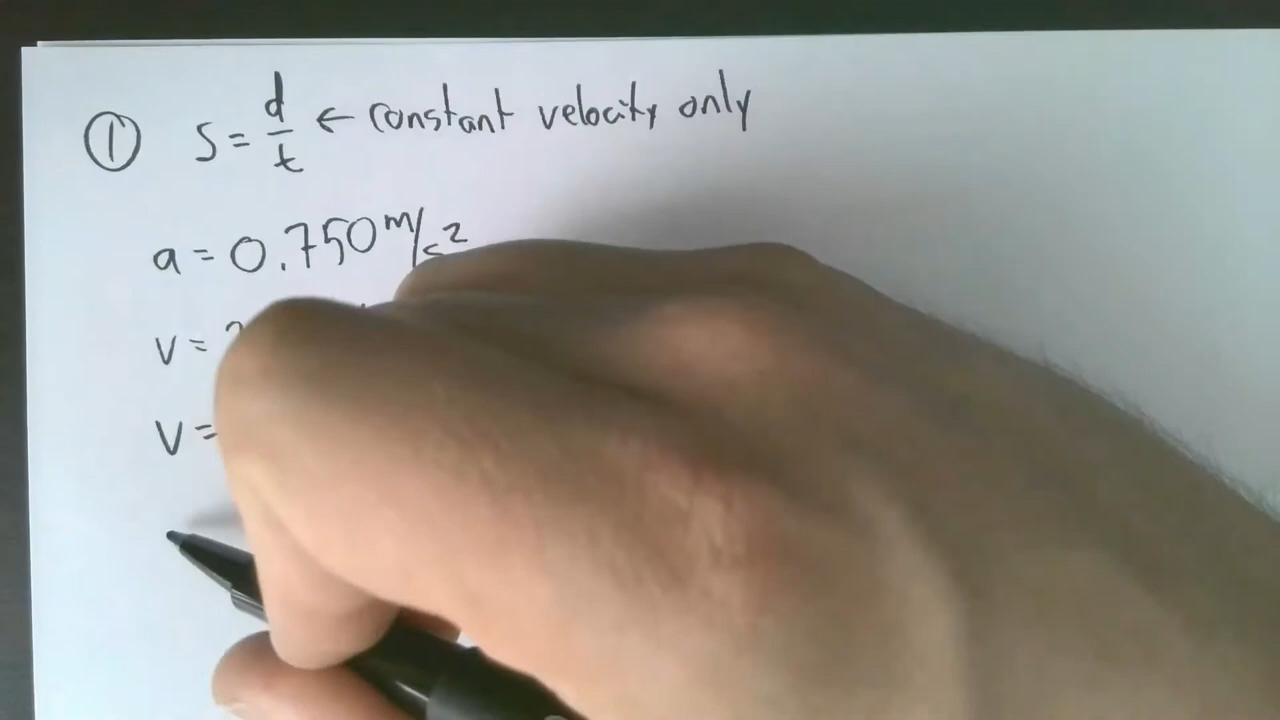 ① s = d/t ← constant velocity only
a = 0.750 m/s²
v =
v =